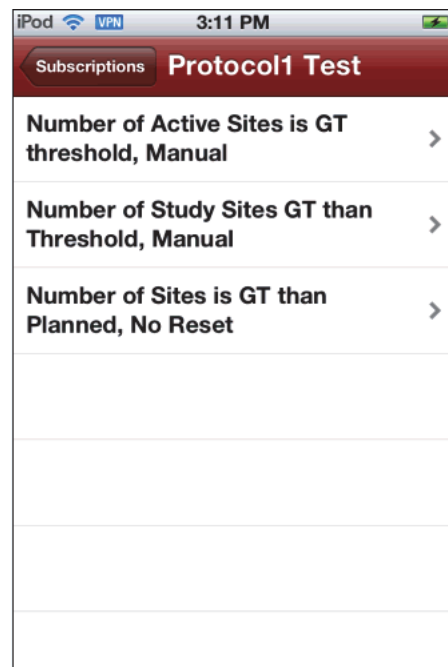 iPod VPN 3:11 PM
Subscriptions Protocol1 Test
Number of Active Sites is GT
threshold, Manual
Number of Study Sites GT than
Threshold, Manual
Number of Sites is GT than
Planned, No Reset